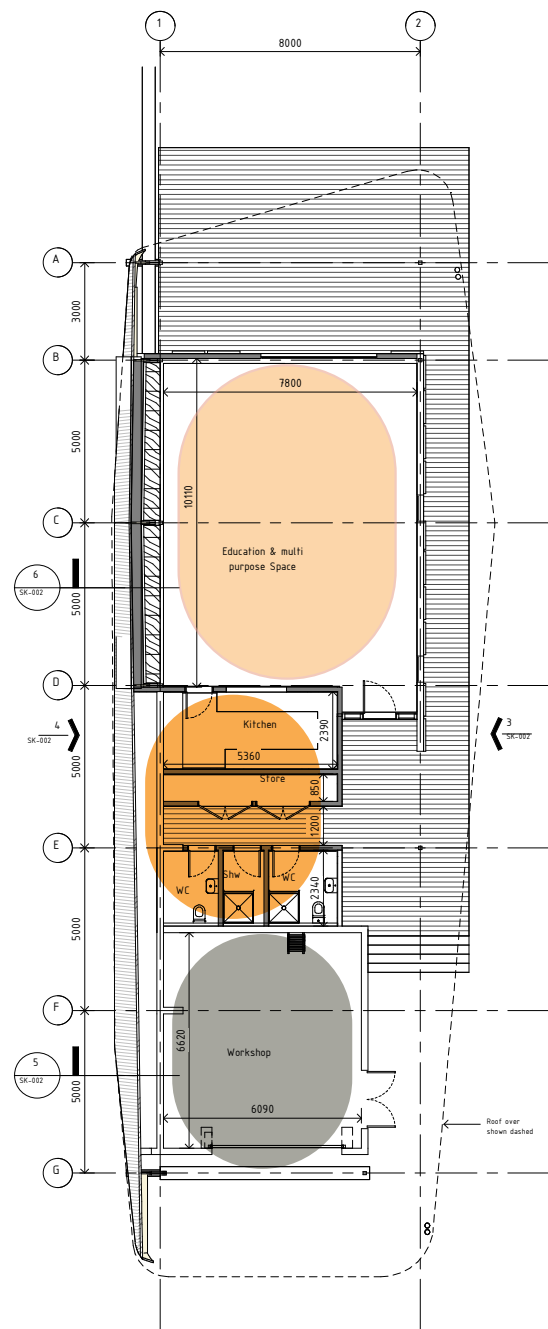 1
2
8000
A
3000
B
7800
5000
10110
C
Education & multi
purpose Space
6
SK-002
5000
D
Kitchen
4
SK-002
3
SK-002
2390
5360
5000
Store
850
1200
E
Shw
WC
WC
2340
5000
F
6620
Workshop
5
SK-002
5000
6090
Roof over
shown dashed
G